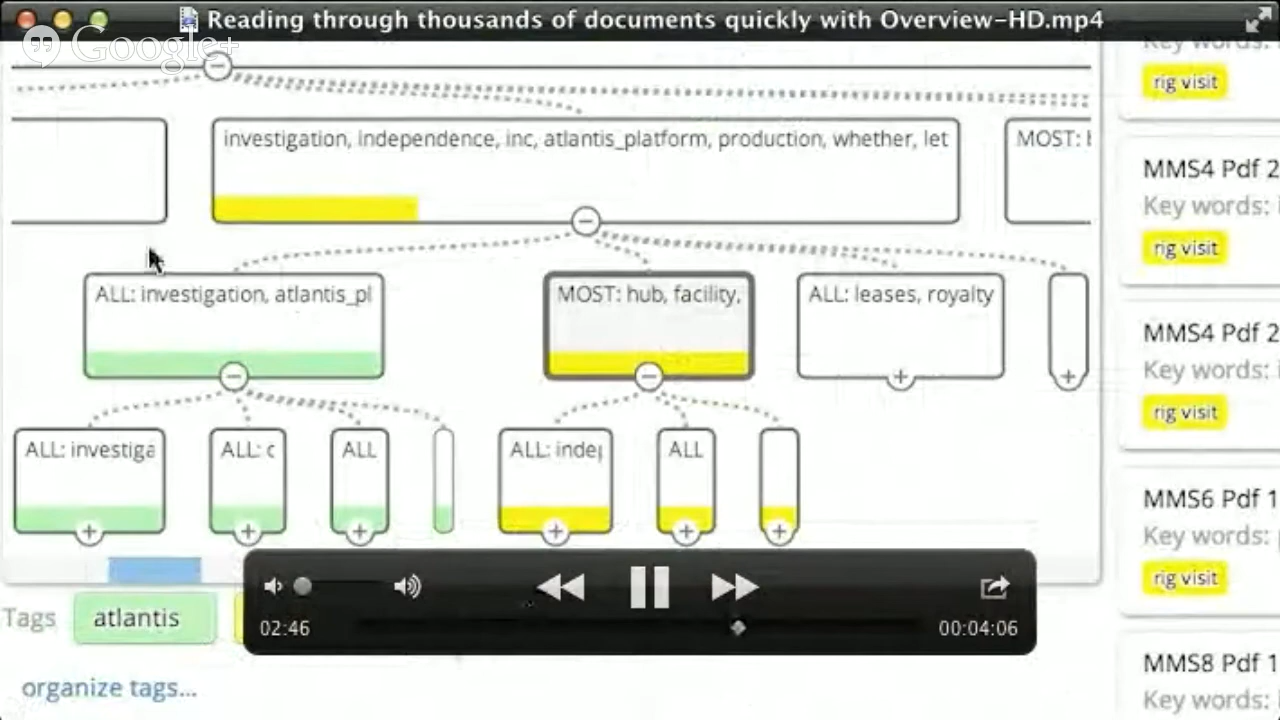 Reading through thousands of documents quickly with Overview-HD.mp4
Google+
Key words:
rig visit
investigation, independence, inc, atlantis_platform, production, whether, let
MOST:
MMS4 Pdf 2
Key words:
rig visit
ALL: investigation, atlantis_pl
MOST: hub, facility,
ALL: leases, royalty
MMS4 Pdf 2
Key words:
rig visit
ALL: investiga
ALL: c
ALL
ALL: indep
ALL
MMS6 Pdf 1
Key words:
rig visit
Tags
atlantis
02:46
00:04:06
organize tags...
MMS8 Pdf 1
Key words: